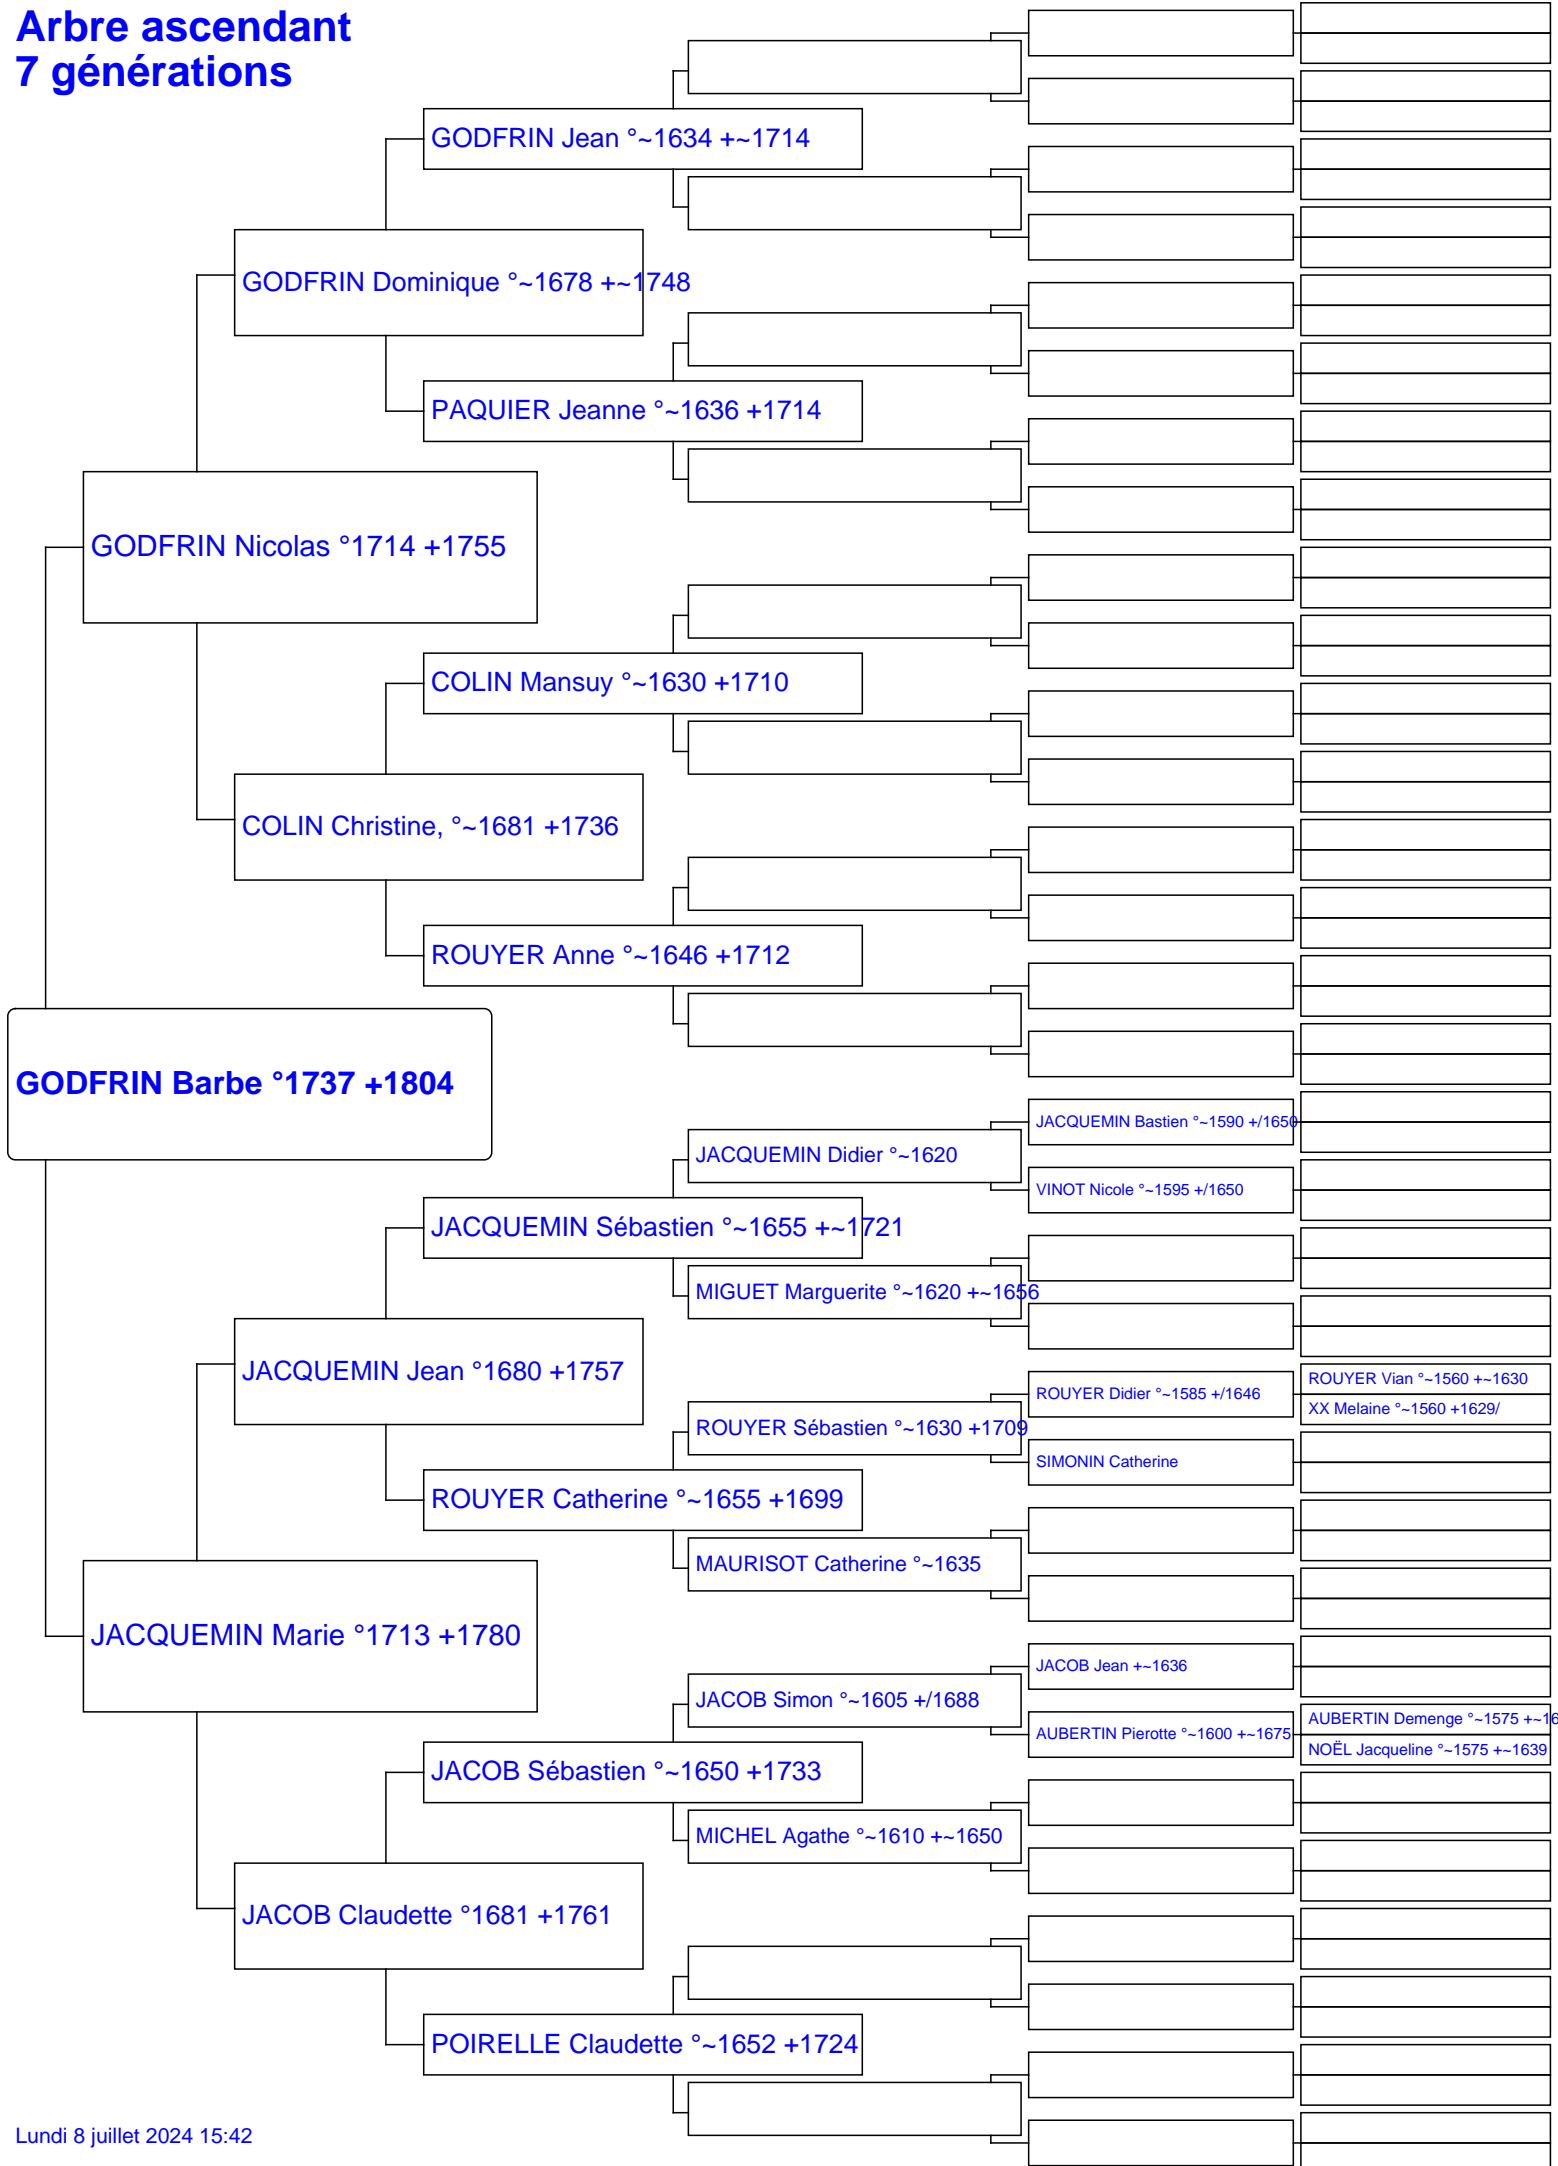 Arbre ascendant
7 générations
GODFRIN Jean °~1634 +~1714
GODFRIN Dominique °~1678 +~1748
PAQUIER Jeanne °~1636 +1714
GODFRIN Nicolas °1714 +1755
COLIN Mansuy °~1630 +1710
COLIN Christine, °~1681 +1736
ROUYER Anne °~1646 +1712
GODFRIN Barbe °1737 +1804
JACQUEMIN Bastien °~1590 +/1650
JACQUEMIN Didier °~1620
VINOT Nicole °~1595 +/1650
JACQUEMIN Sébastien °~1655 +~1721
MIGUET Marguerite °~1620 +~1656
JACQUEMIN Jean °1680 +1757
ROUYER Vian °~1560 +~1630
ROUYER Didier °~1585 +/1646
XX Melaine °~1560 +1629/
ROUYER Sébastien °~1630 +1709
SIMONIN Catherine
ROUYER Catherine °~1655 +1699
MAURISOT Catherine °~1635
JACQUEMIN Marie °1713 +1780
JACOB Jean +~1636
JACOB Simon °~1605 +/1688
AUBERTIN Demenge °~1575 +~16
AUBERTIN Pierotte °~1600 +~1675
NOËL Jacqueline °~1575 +~1639
JACOB Sébastien °~1650 +1733
MICHEL Agathe °~1610 +~1650
JACOB Claudette °1681 +1761
POIRELLE Claudette °~1652 +1724
Lundi 8 juillet 2024 15:42